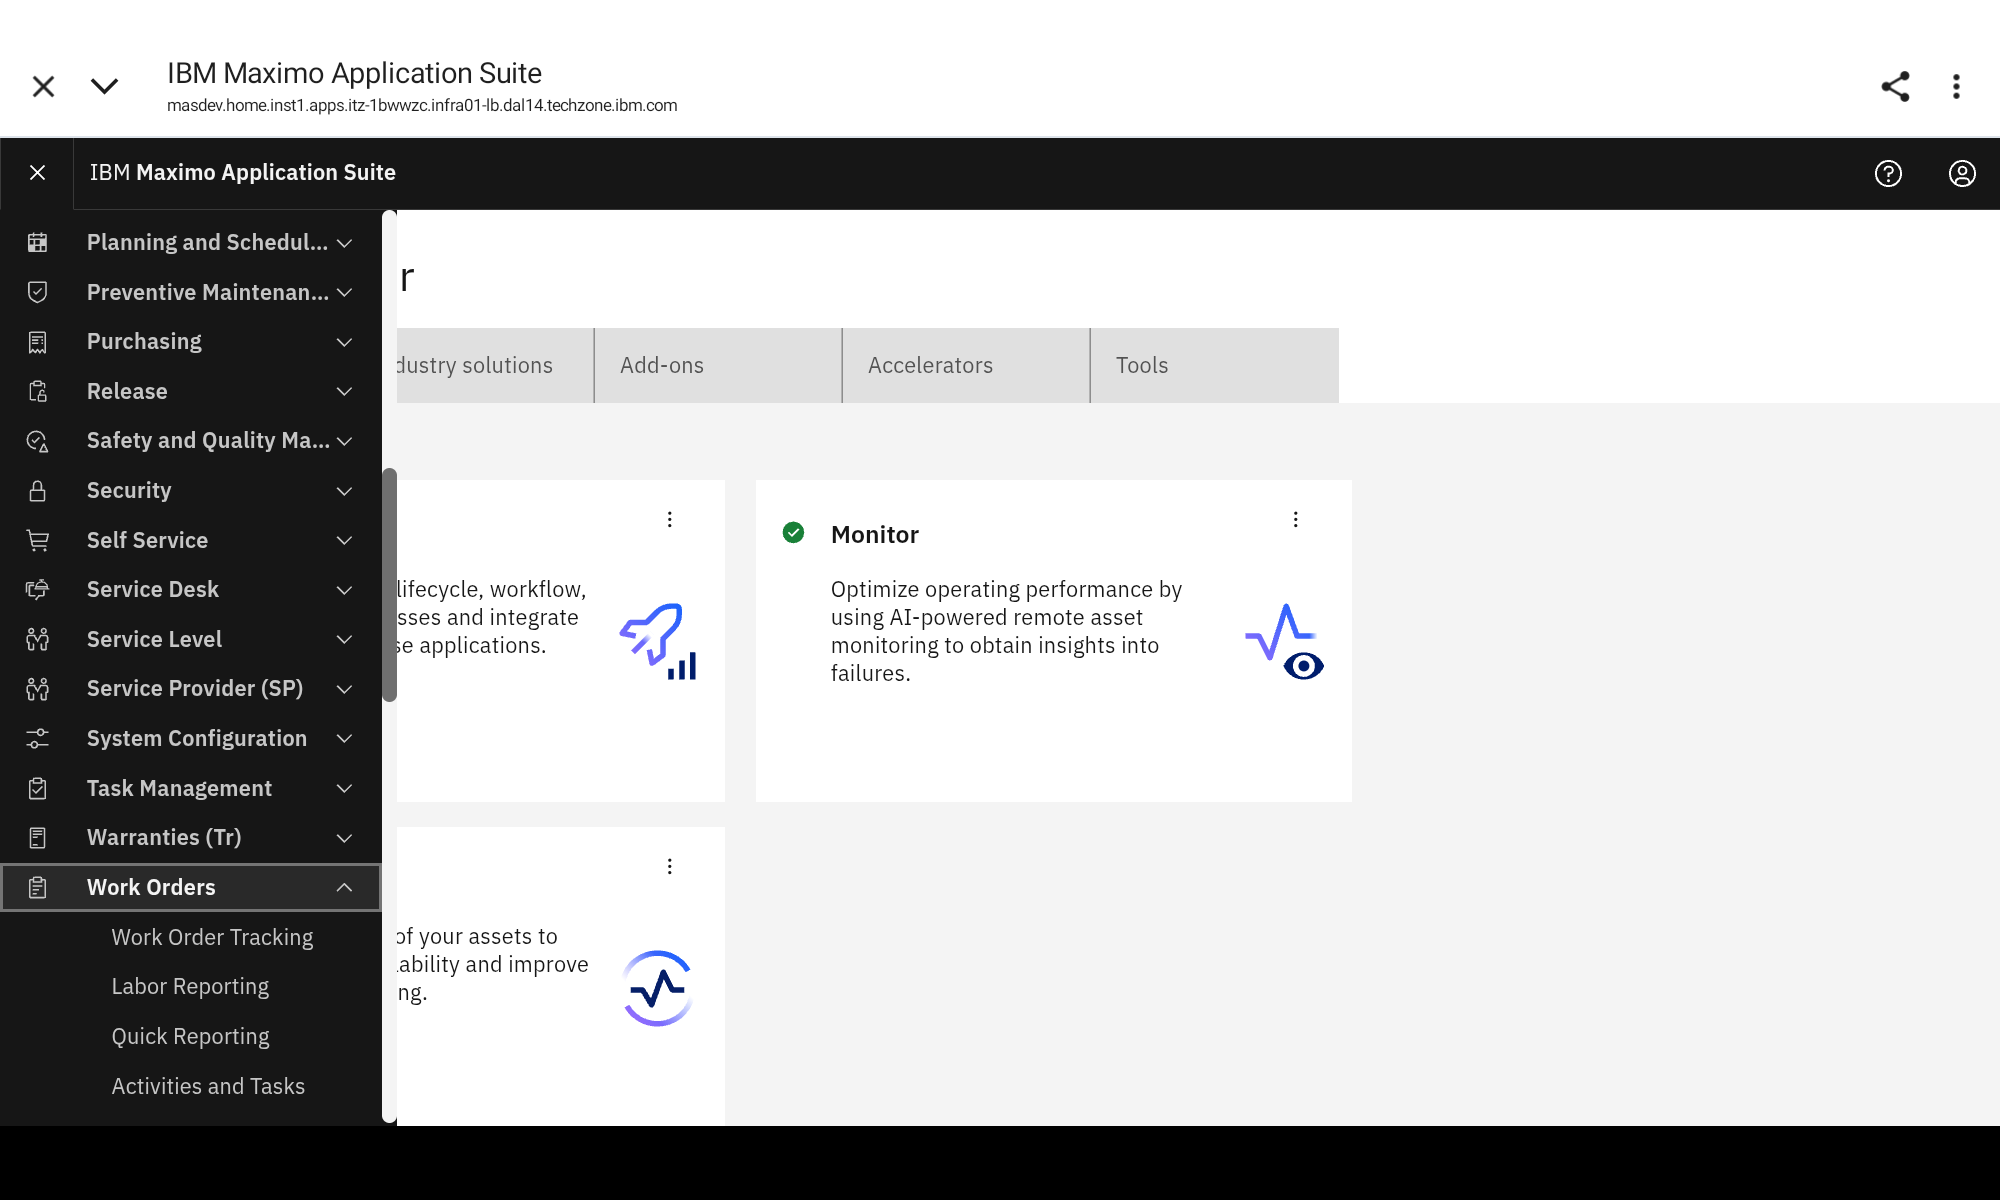 IBM Maximo Application Suite
masdev.home.inst1.apps.itz-1bwwzc.infra01-lb.dal14.techzone.ibm.com
IBM Maximo Application Suite
Planning and Schedul...
Preventive Maintenan...
Purchasing
Release
Safety and Quality Ma...
Security
Self Service
Service Desk
Service Level
Service Provider (SP)
System Configuration
Task Management
Warranties (Tr)
Work Orders
Work Order Tracking
Labor Reporting
Quick Reporting
Activities and Tasks
r
dustry solutions
Add-ons
Accelerators
Tools
lifecycle, workflow,
sses and integrate
se applications.
Monitor
Optimize operating performance by
using AI-powered remote asset
monitoring to obtain insights into
failures.
of your assets to
ability and improve
ng.